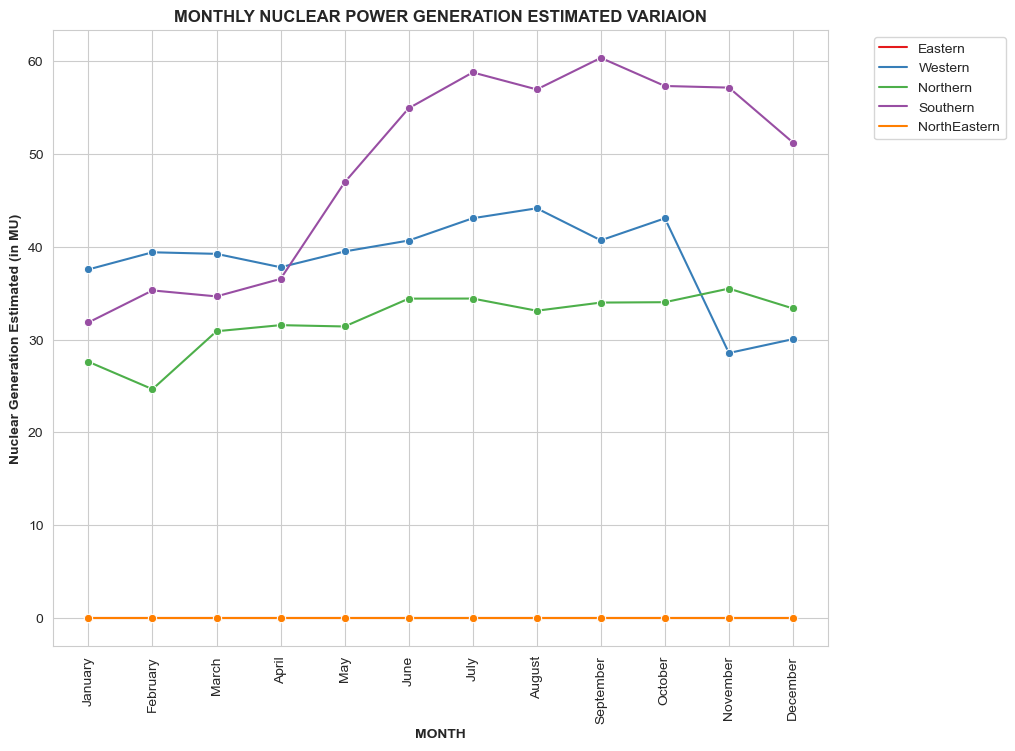 MONTHLY NUCLEAR POWER GENERATION ESTIMATED VARIAION
Eastern
Western
Northern
Southern
NorthEastern
Nuclear Generation Estimated (in MU)
60
50
40
30
20
10
0
January
February
March
April
May
June
July
August
September
October
November
December
MONTH